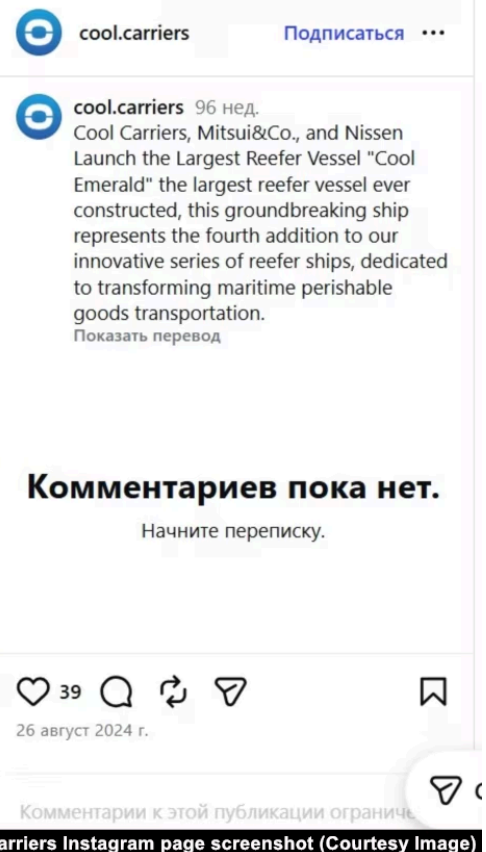 cool.carriers
Подписаться
cool.carriers 96 нед.
Cool Carriers, Mitsui&Co., and Nissen
Launch the Largest Reefer Vessel "Cool
Emerald" the largest reefer vessel ever
constructed, this groundbreaking ship
represents the fourth addition to our
innovative series of reefer ships, dedicated
to transforming maritime perishable
goods transportation.
Показать перевод
Комментариев пока нет.
Начните переписку.
39
26 август 2024 г.
Комментарии к этой публикации
Instagram page screenshot (Courtesy Image)